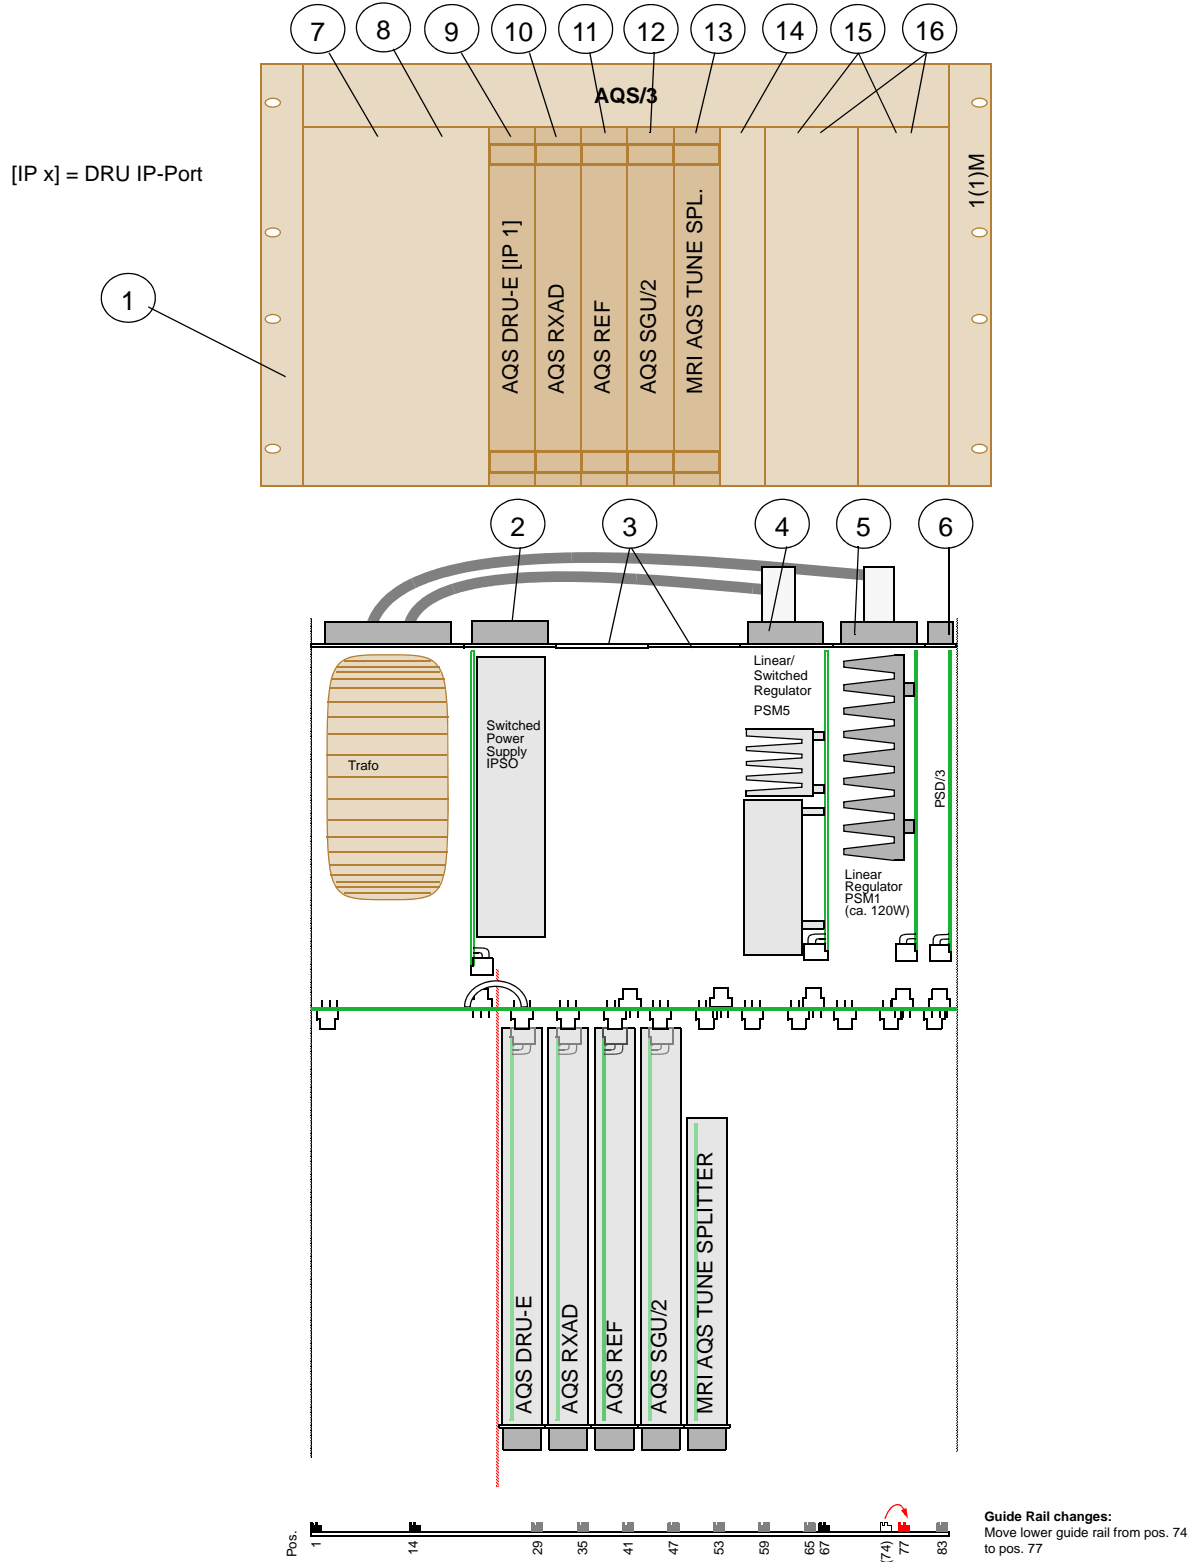 7 8 9 10 11 12 13 14 15 16
AQS/3
[IP x] = DRU IP-Port
1(1)M
1
AQS DRU-E [IP 1]
AQS RXAD
AQS REF
AQS SGU/2
MRI AQS TUNE SPL.
2 3 4 5 6
Linear/
Switched
Regulator
PSM5
Switched
Power
Supply
IPSO
Trafo
PSD/3
Linear
Regulator
PSM1
(ca. 120W)
AQS DRU-E
AQS RXAD
AQS REF
AQS SGU/2
MRI AQS TUNE SPLITTER
Pos. 1 14 29 35 41 47 53 59 65 67 (74) 77 83
Guide Rail changes:
Move lower guide rail from pos. 74
to pos. 77